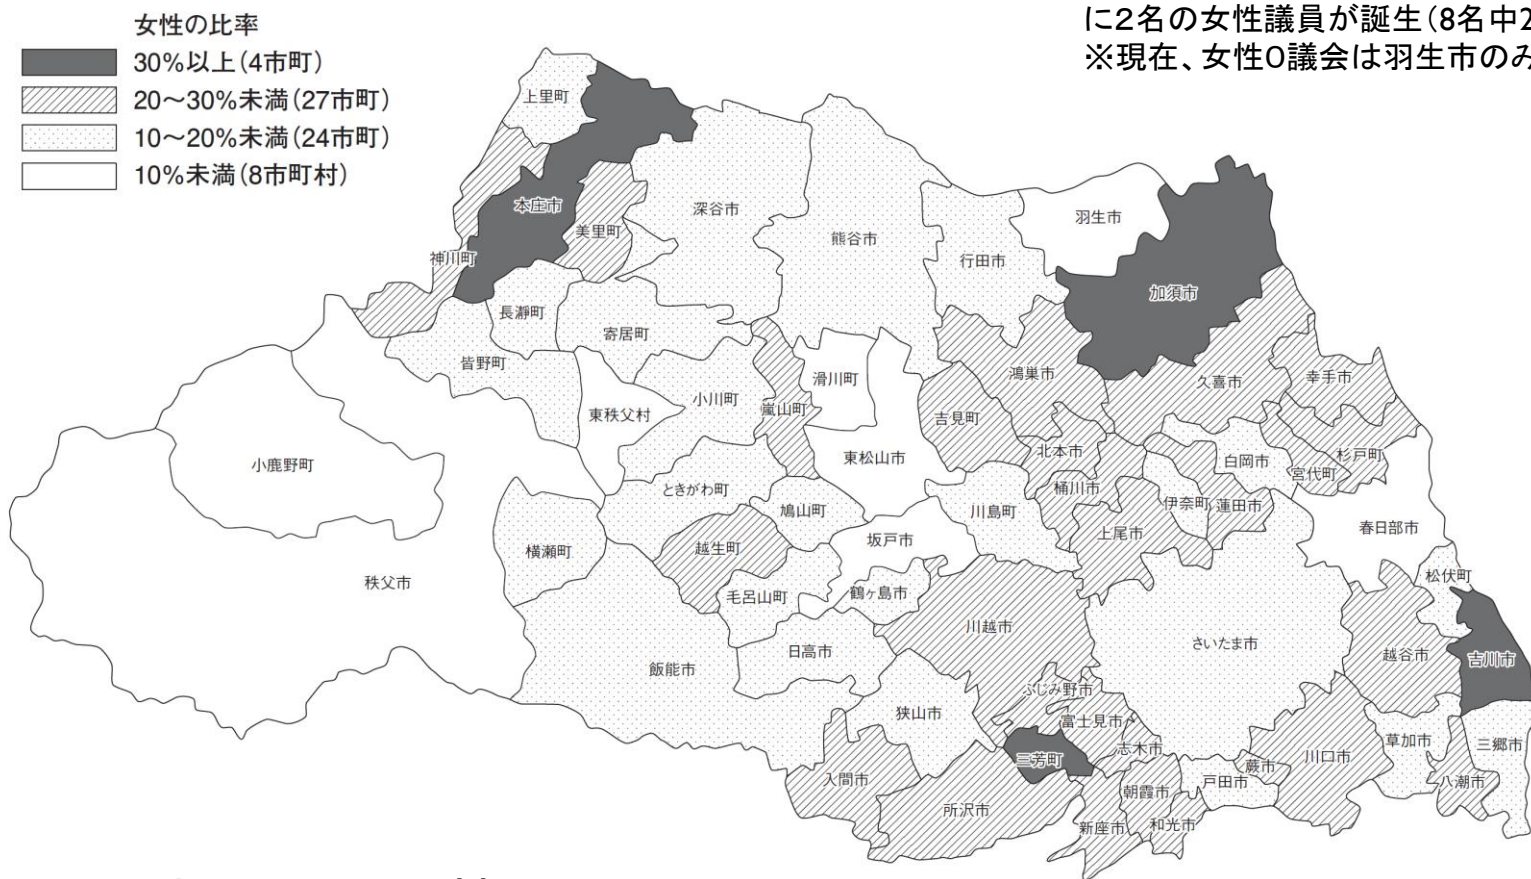 に2名の女性議員が誕生(8名中2
※現在、女性0議会は羽生市のみ
女性の比率
30%以上(4市町)
20～30%未満(27市町)
10～20%未満(24市町)
10%未満(8市町村)
上里町
本庄市
美里町
神川町
深谷市
熊谷市
行田市
羽生市
加須市
長瀞町
寄居町
皆野町
東秩父村
小川町
嵐山町
滑川町
吉見町
鴻巣市
久喜市
幸手市
小鹿野町
東松山市
北本市
白岡市
杉戸町
宮代町
ときがわ町
鳩山町
川島町
桶川市
伊奈町
蓮田市
上尾市
春日部市
横瀬町
越生町
坂戸市
秩父市
毛呂山町
鶴ヶ島市
松伏町
川越市
さいたま市
越谷市
吉川市
日高市
飯能市
ふじみ野市
富士見市
狭山市
志木市
三芳町
草加市
三郷市
川口市
蕨市
入間市
朝霞市
戸田市
八潮市
所沢市
新座市
和光市